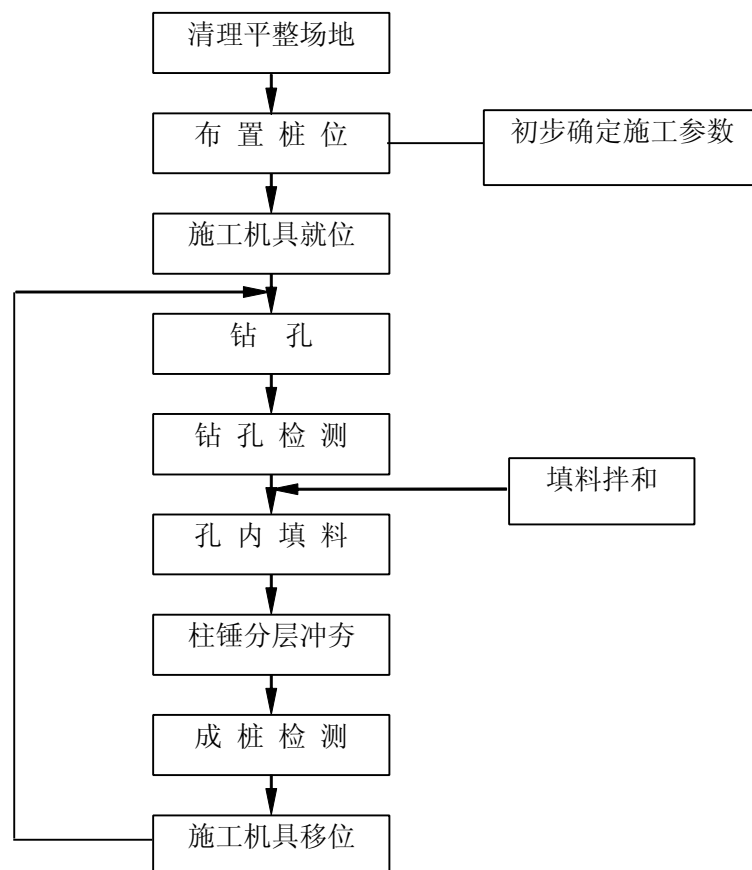 清理平整场地
布 置 桩 位
初步确定施工参数
施工机具就位
钻 孔
钻 孔 检 测
填料拌和
孔 内 填 料
柱锤分层冲夯
成 桩 检 测
施工机具移位